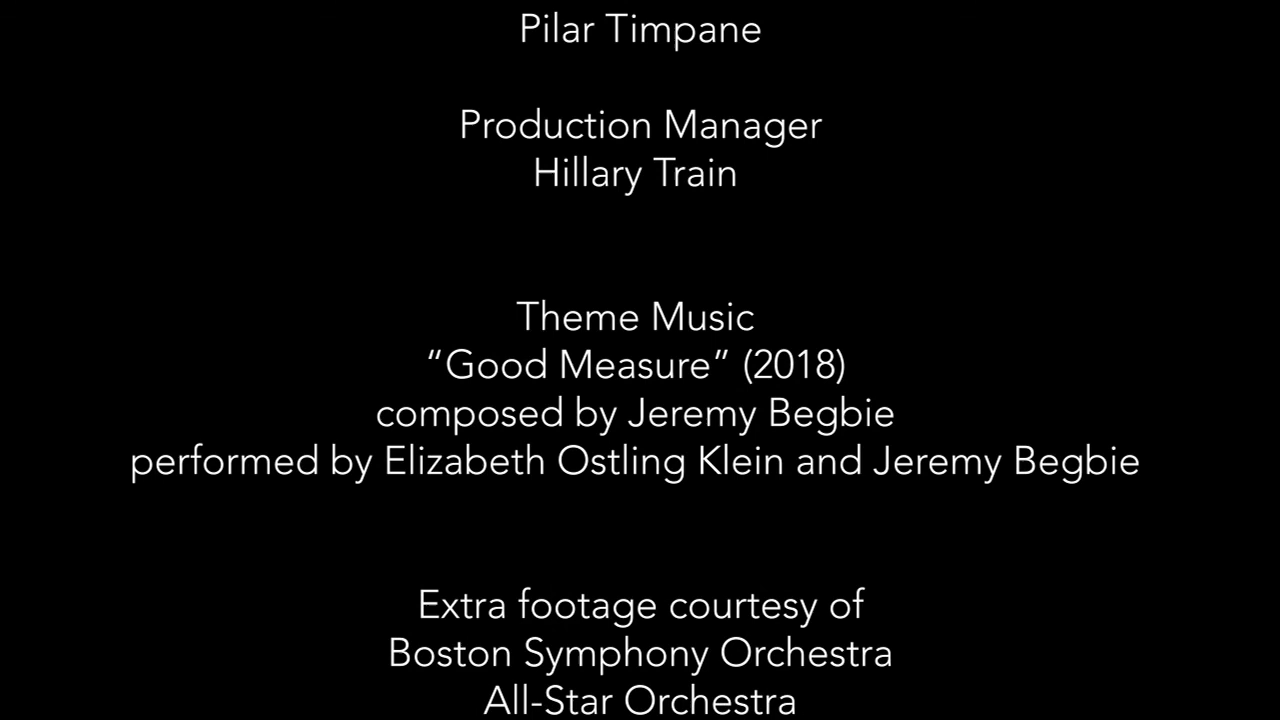 Pilar Timpane
Production Manager
Hillary Train
Theme Music
“Good Measure” (2018)
composed by Jeremy Begbie
performed by Elizabeth Ostling Klein and Jeremy Begbie
Extra footage courtesy of
Boston Symphony Orchestra
All-Star Orchestra